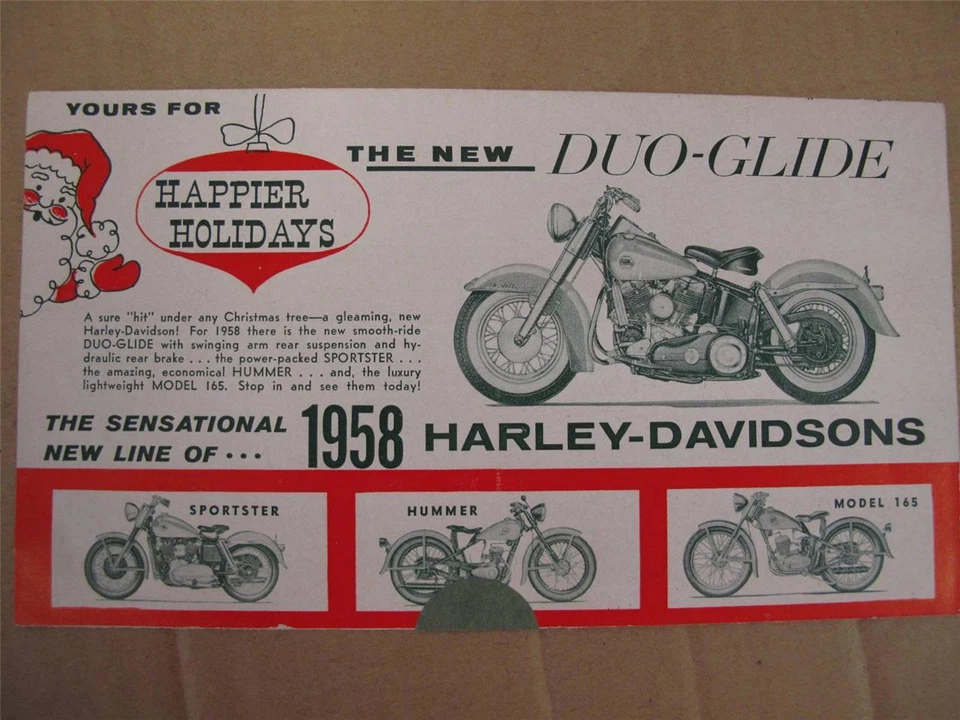 YOURS FOR
HAPPIER
HOLIDAYS
THE NEW DUO-GLIDE
A sure "hit" under any Christmas tree—a gleaming, new
Harley-Davidson! For 1958 there is the new smooth-ride
DUO-GLIDE with swinging arm rear suspension and hy-
draulic rear brake . . . the power-packed SPORTSTER . . .
the amazing, economical HUMMER . . . and, the luxury
lightweight MODEL 165. Stop in and see them today!
THE SENSATIONAL
NEW LINE OF . . .
1958 HARLEY-DAVIDSONS
SPORTSTER
HUMMER
MODEL 165